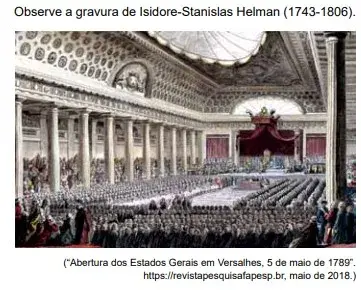 Observe a gravura de Isidore-Stanislas Helman (1743-1806).
(“Abertura dos Estados Gerais em Versalhes, 5 de maio de 1789”.
https://revistapesquisafapesp.br, maio de 2018.)